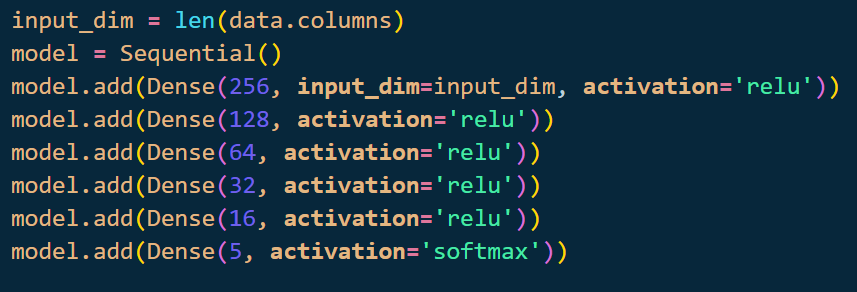 input_dim = len(data.columns)
model = Sequential()
model.add(Dense(256, input_dim=input_dim, activation='relu'))
model.add(Dense(128, activation='relu'))
model.add(Dense(64, activation='relu'))
model.add(Dense(32, activation='relu'))
model.add(Dense(16, activation='relu'))
model.add(Dense(5, activation='softmax'))